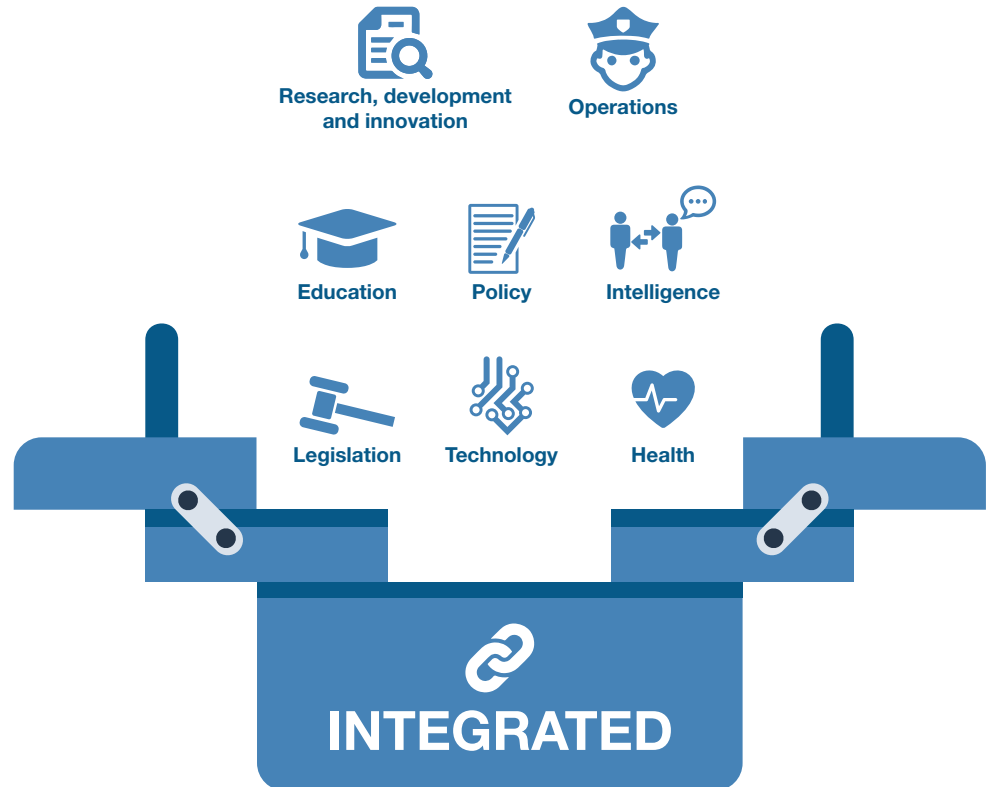 Research, development
and innovation
Operations
Education
Policy
Intelligence
Legislation
Technology
Health
INTEGRATED